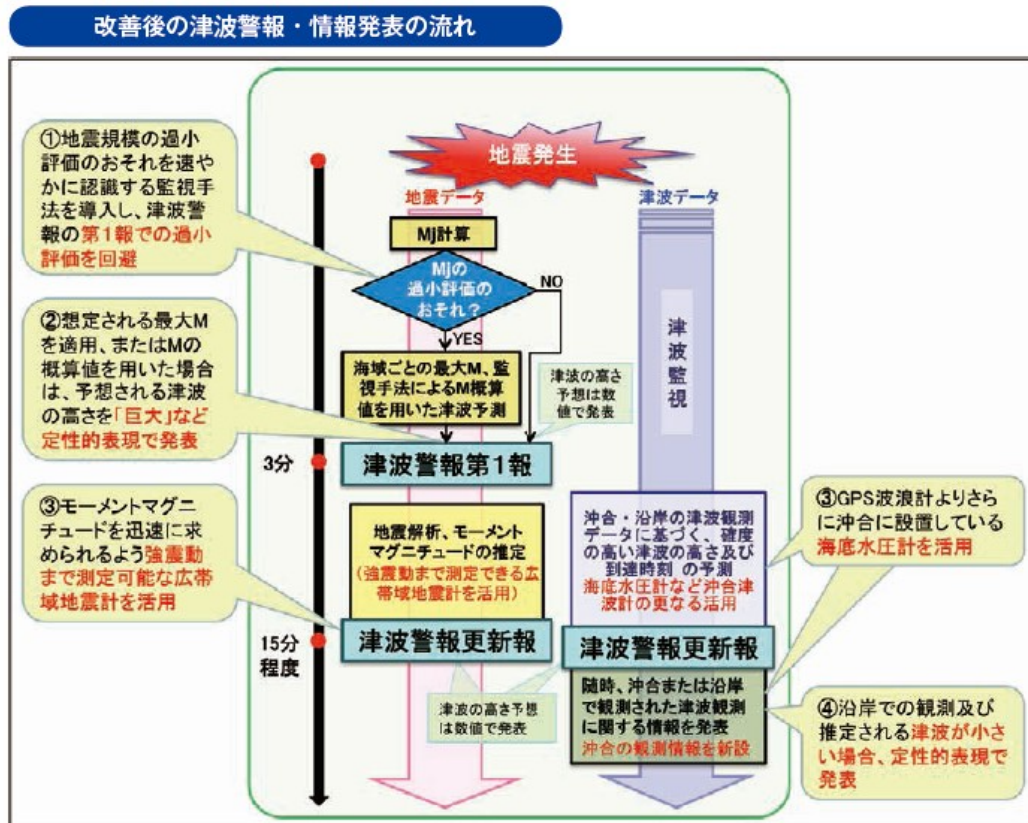 改善後の津波警報・情報発表の流れ
①地震規模の過小
評価のおそれを速や
かに認識する監視手
法を導入し、津波警
報の第1報での過小
評価を回避
②想定される最大M
を適用、またはMの
概算値を用いた場合
は、予想される津波
の高さを「巨大」など
定性的表現で発表
3分
③モーメントマグニ
チュードを迅速に求
められるよう強震動
まで測定可能な広帯
域地震計を活用
15分
程度
地震発生
地震データ
Mj計算
Mjの
過小評価の
おそれ?
NO
YES
海域ごとの最大M、監
視手法によるM概算
値を用いた津波予測
津波の高さ
予想は数
値で発表
津波警報第1報
地震解析、モーメント
マグニチュードの推定
(強震動まで測定できる広
帯域地震計を活用)
津波警報更新報
津波の高さ予想
は数値で発表
津波データ
津波監視
沖合・沿岸の津波観測
データに基づく、確度
の高い津波の高さ及び
到達時刻 の予測
海底水圧計など沖合津
波計の更なる活用
津波警報更新報
随時、沖合または沿岸
で観測された津波観測
に関する情報を発表
沖合の観測情報を新設
③GPS波浪計よりさら
に沖合に設置している
海底水圧計を活用
④沿岸での観測及び
推定される津波が小さ
い場合、定性的表現で
発表